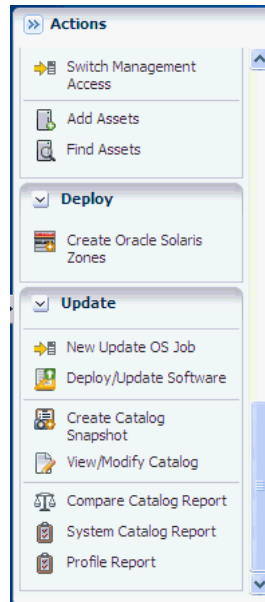 Actions
Switch Management
Access
Add Assets
Find Assets
Deploy
Create Oracle Solaris
Zones
Update
New Update OS Job
Deploy/Update Software
Create Catalog
Snapshot
View/Modify Catalog
Compare Catalog Report
System Catalog Report
Profile Report